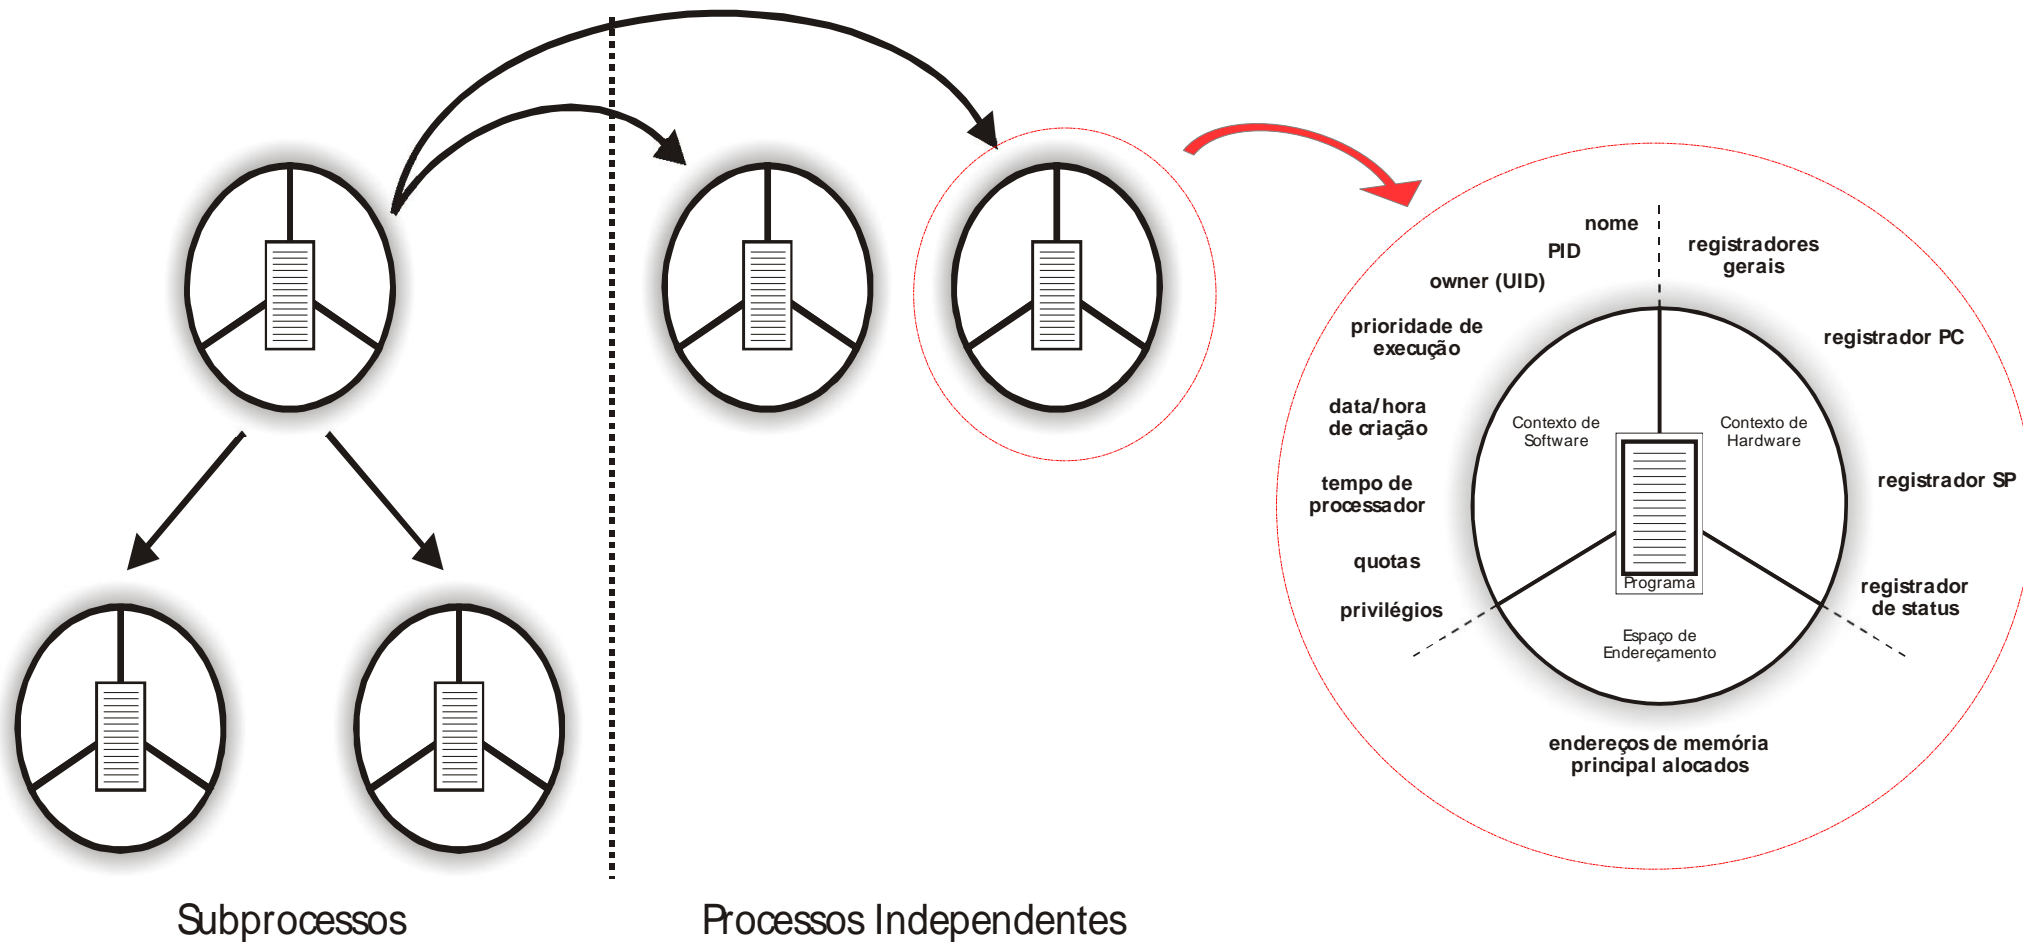 nome
PID
owner (UID)
prioridade de
execução
data/hora
de criação
tempo de
processador
quotas
privilégios
registradores
gerais
registrador PC
registrador SP
registrador
de status
Contexto de
Software
Contexto de
Hardware
Programa
Espaço de
Endereçamento
endereços de memória
principal alocados
Subprocessos
Processos Independentes